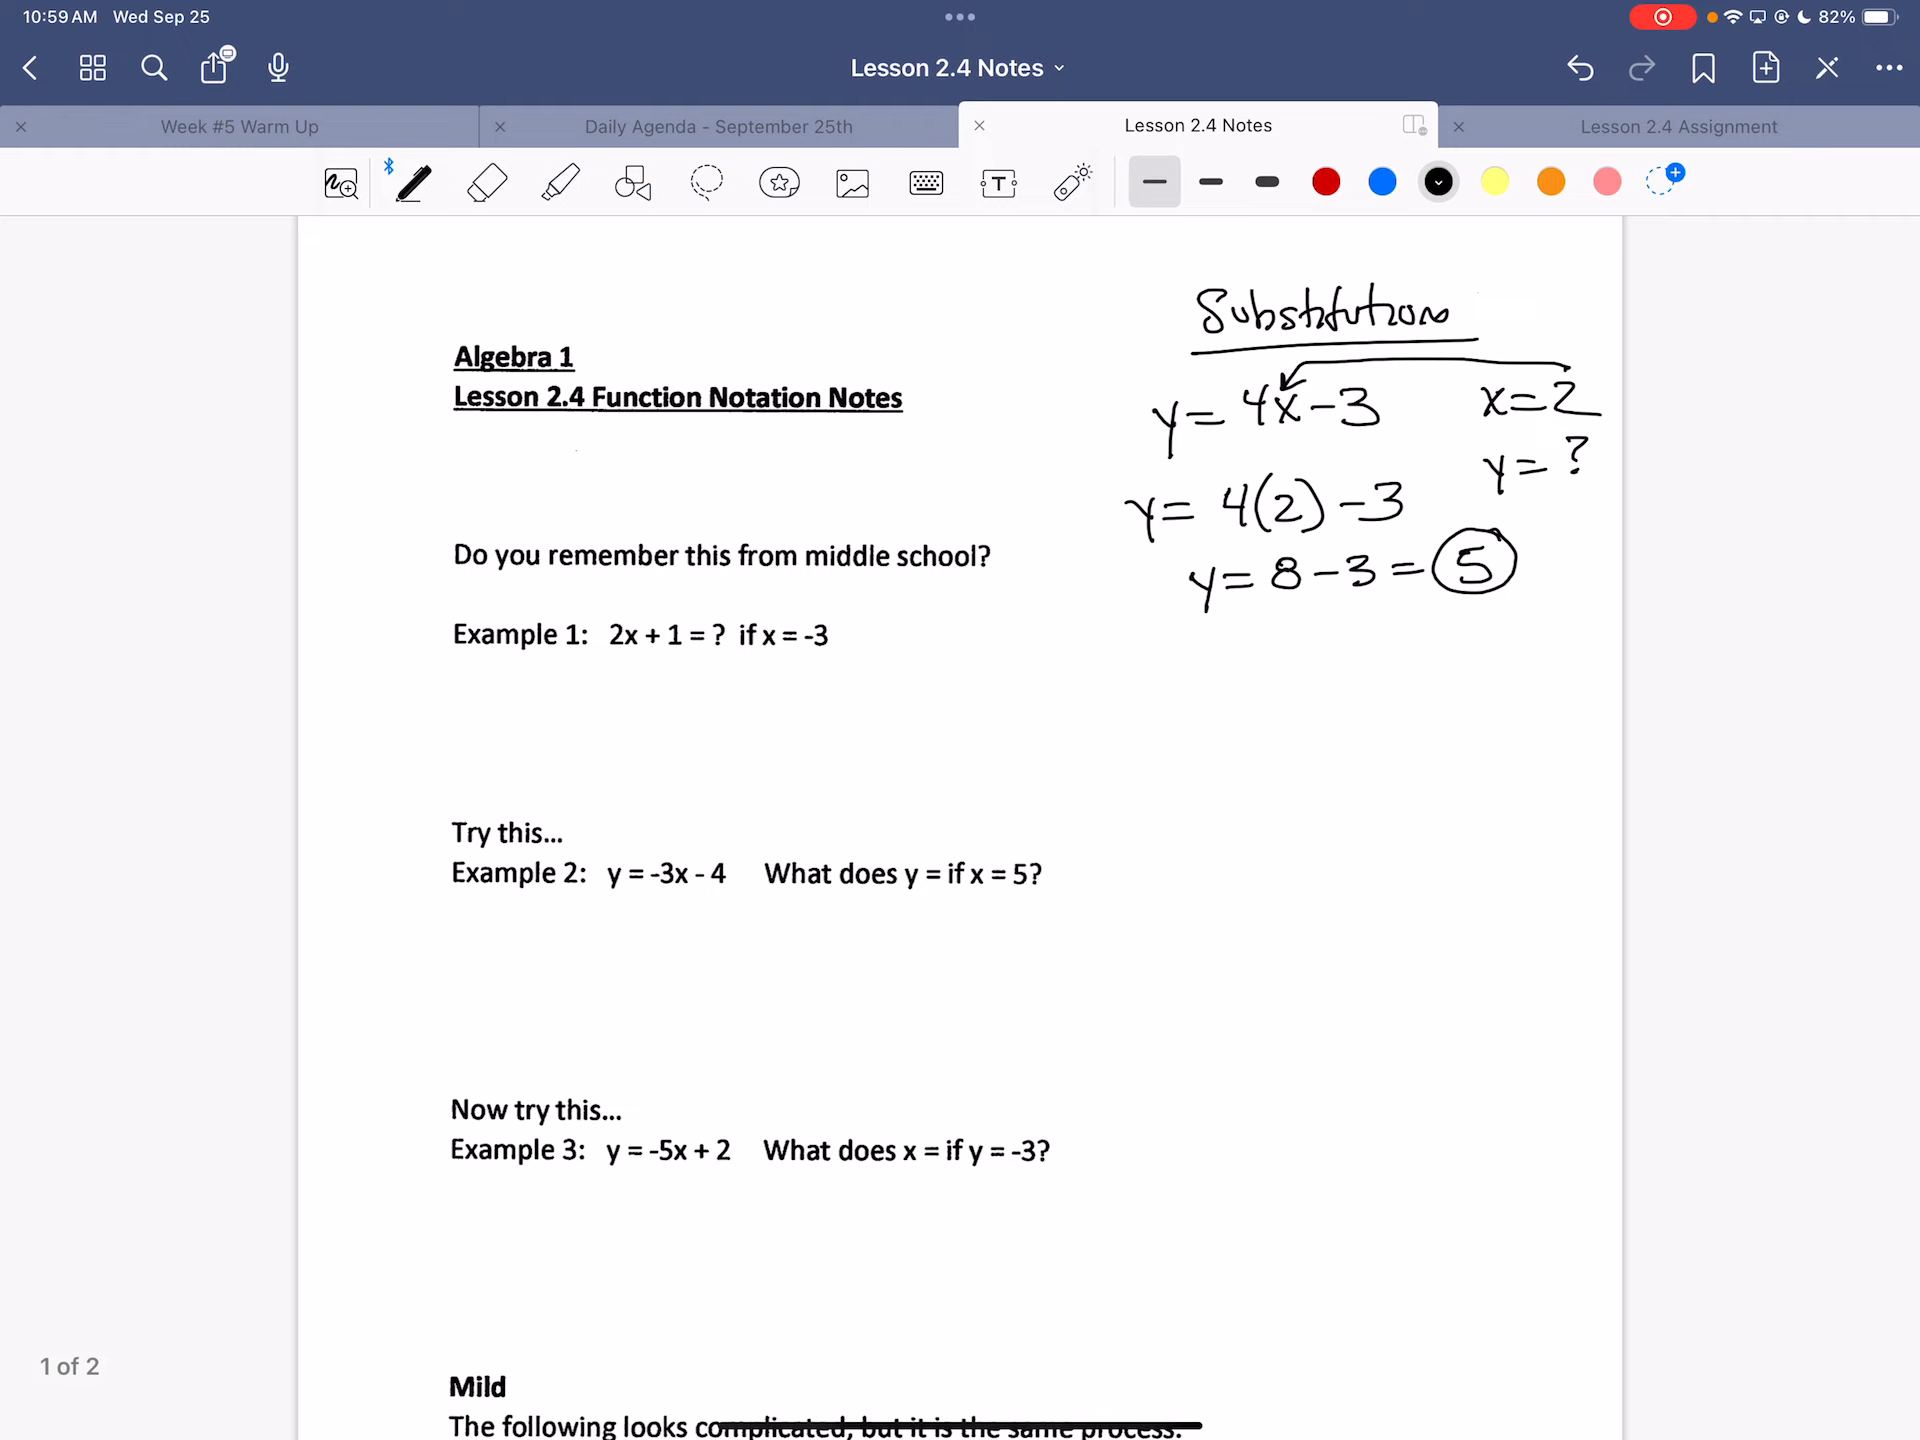 10:59 AM Wed Sep 25
82%
Lesson 2.4 Notes
Week #5 Warm Up
Daily Agenda - September 25th
Lesson 2.4 Notes
Lesson 2.4 Assignment
T
Substitution
y = 4x - 3 x = 2
y = ?
y = 4(2) - 3
y = 8 - 3 = 5
Algebra 1
Lesson 2.4 Function Notation Notes
Do you remember this from middle school?
Example 1: 2x + 1 = ? if x = -3
Try this...
Example 2: y = -3x - 4 What does y = if x = 5?
Now try this...
Example 3: y = -5x + 2 What does x = if y = -3?
Mild
The following looks complicated, but it is the same process.
1 of 2